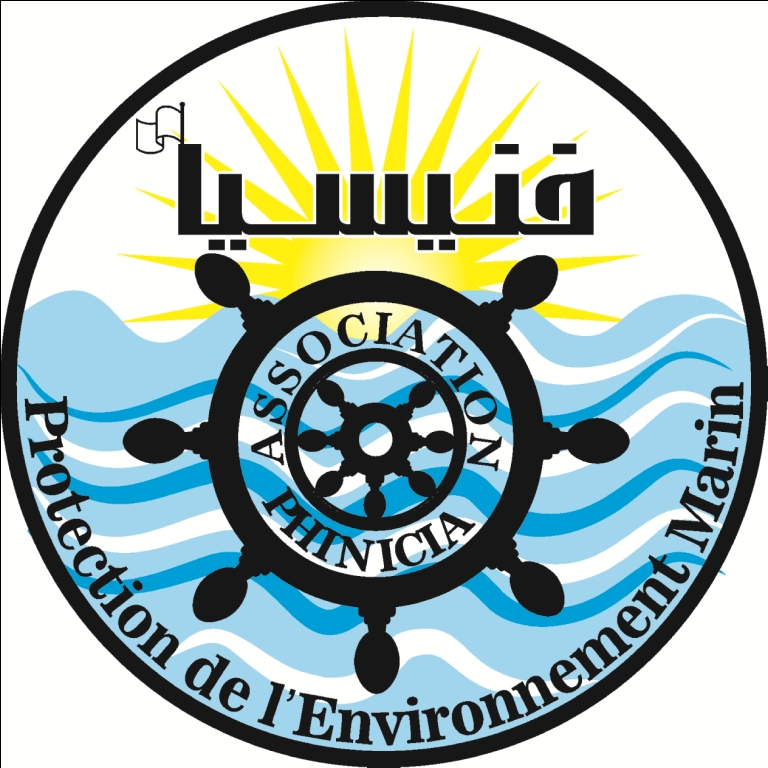 فنيسيا
ASSOCIATION
PHINICIA
Protection de l'Environnement Marin